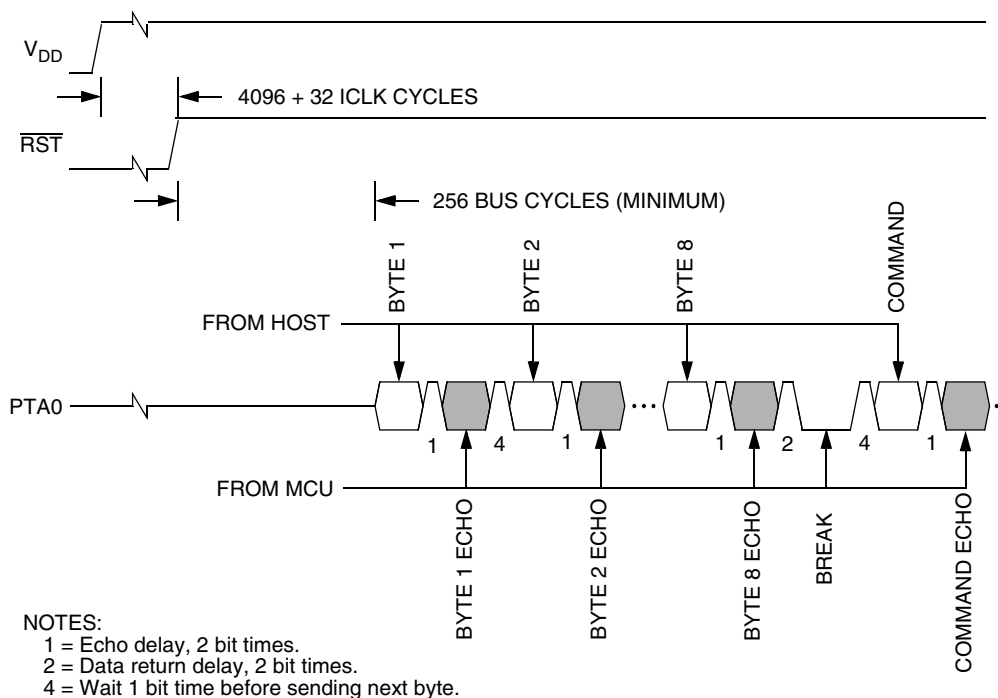 VDD
4096 + 32 ICLK CYCLES
RST
256 BUS CYCLES (MINIMUM)
BYTE 1
BYTE 2
BYTE 8
COMMAND
FROM HOST
PTA0
1
4
1
1
2
4
1
FROM MCU
BYTE 1 ECHO
BYTE 2 ECHO
BYTE 8 ECHO
BREAK
COMMAND ECHO
NOTES:
1 = Echo delay, 2 bit times.
2 = Data return delay, 2 bit times.
4 = Wait 1 bit time before sending next byte.